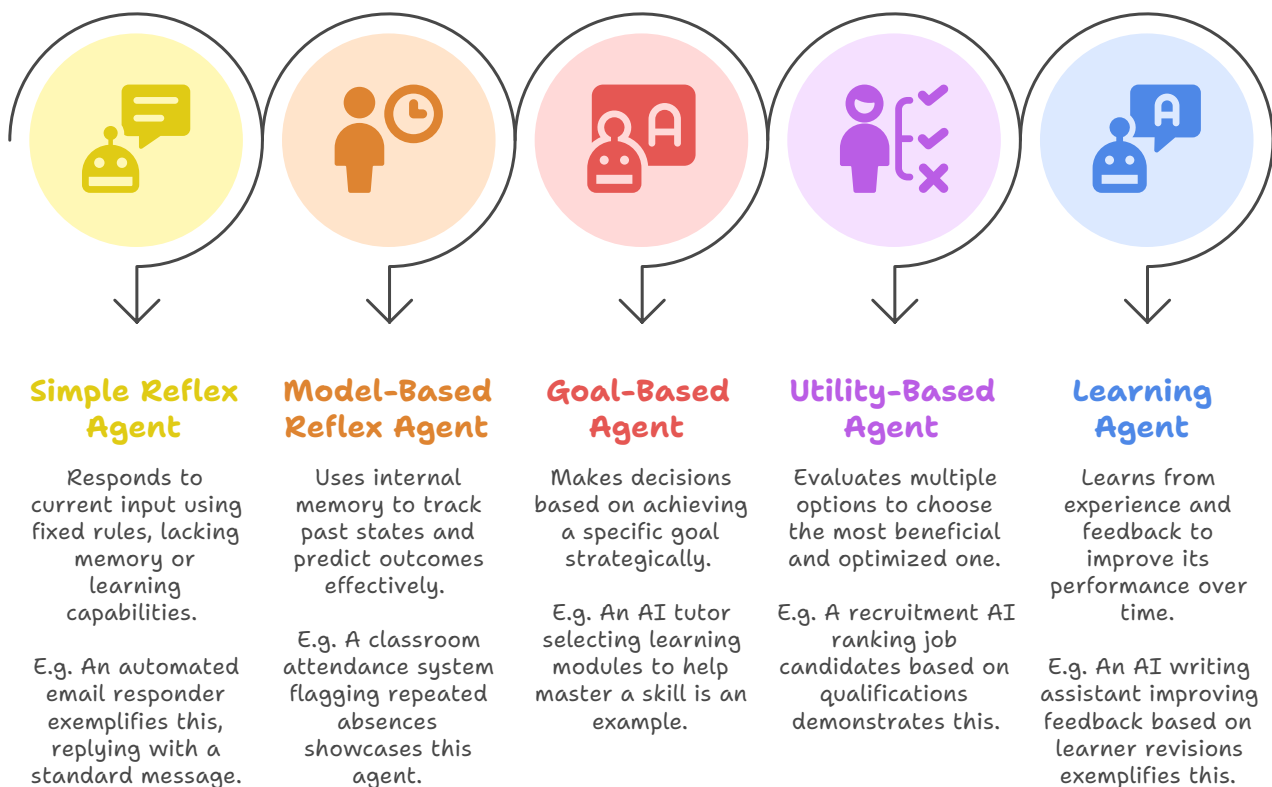 A
A
Simple Reflex
Agent
Responds to
current input using
fixed rules, lacking
memory or
learning
capabilities.
E.g. An automated
email responder
exemplifies this,
replying with a
standard message.
Model-Based
Reflex Agent
Uses internal
memory to track
past states and
predict outcomes
effectively.
E.g. A classroom
attendance system
flagging repeated
absences
showcases this
agent.
Goal-Based
Agent
Makes decisions
based on achieving
a specific goal
strategically.
E.g. An AI tutor
selecting learning
modules to help
master a skill is an
example.
Utility-Based
Agent
Evaluates multiple
options to choose
the most beneficial
and optimized one.
E.g. A recruitment AI
ranking job
candidates based on
qualifications
demonstrates this.
Learning
Agent
Learns from
experience and
feedback to
improve its
performance over
time.
E.g. An AI writing
assistant improving
feedback based on
learner revisions
exemplifies this.